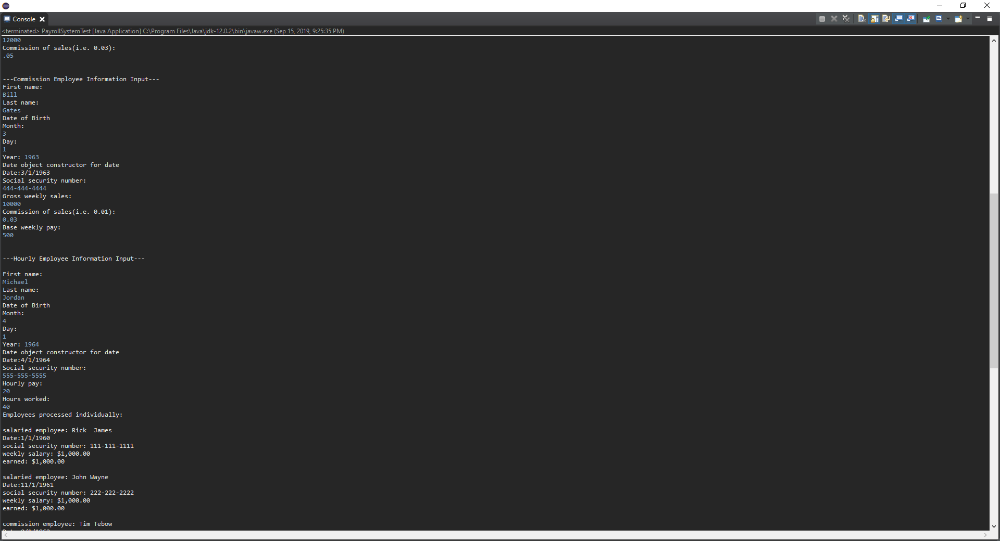 Console
<terminated> PayrollSystemTest [Java Application] C:\Program Files\Java\jdk-12.0.2\bin\javaw.exe (Sep 15, 2019, 9:25:35 PM)
12000
Commission of sales(i.e. 0.03):
.05
---Commission Employee Information Input---
First name:
Bill
Last name:
Gates
Date of Birth
Month:
3
Day:
1
Year: 1963
Date object constructor for date
Date:3/1/1963
Social security number:
444-444-4444
Gross weekly sales:
10000
Commission of sales(i.e. 0.01):
0.03
Base weekly pay:
500
---Hourly Employee Information Input---
First name:
Michael
Last name:
Jordan
Date of Birth
Month:
4
Day:
1
Year: 1964
Date object constructor for date
Date:4/1/1964
Social security number:
555-555-5555
Hourly pay:
20
Hours worked:
40
Employees processed individually:
salaried employee: Rick  James
Date:1/1/1960
social security number: 111-111-1111
weekly salary: $1,000.00
earned: $1,000.00
salaried employee: John Wayne
Date:11/1/1961
social security number: 222-222-2222
weekly salary: $1,000.00
earned: $1,000.00
commission employee: Tim Tebow